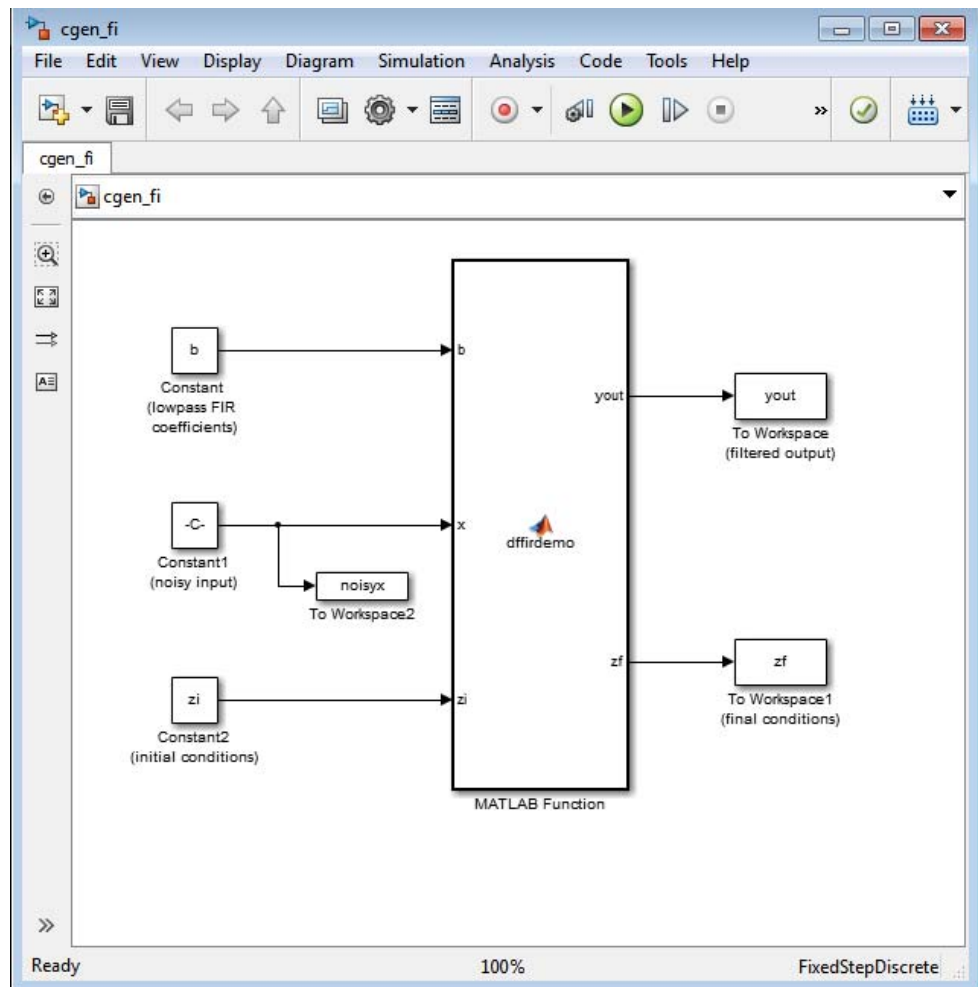 cgen_fi
File Edit View Display Diagram Simulation Analysis Code Tools Help
»
cgen_fi
cgen_fi
b
Constant
(lowpass FIR
coefficients)
-C-
Constant1
(noisy input)
noisyx
To Workspace2
zi
Constant2
(initial conditions)
b
x
zi
dffirdemo
yout
zf
MATLAB Function
yout
To Workspace
(filtered output)
zf
To Workspace1
(final conditions)
A
»
Ready 100% FixedStepDiscrete